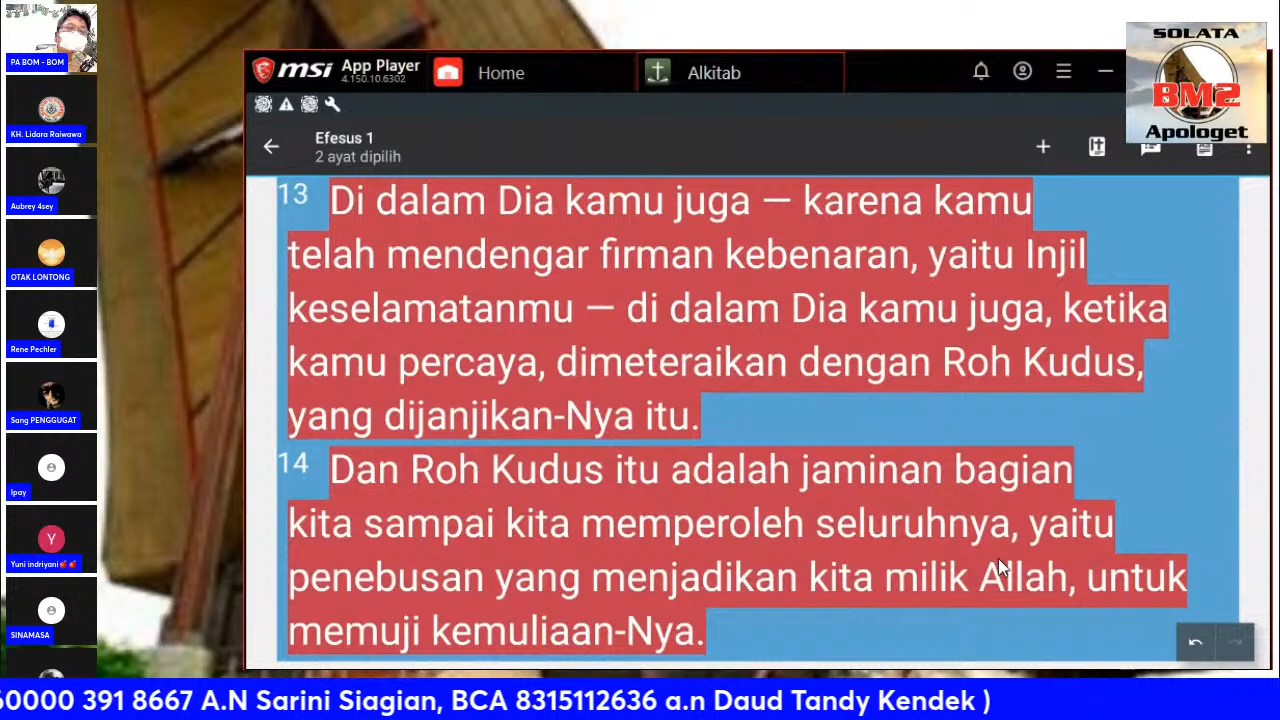 PA BOM - BOM
KH. Lidara Raiwawa
Aubrey 4sey
OTAK LONTONG
Rene Pechler
Sang PENGGUGAT
Ipay
Y
Yuni indriyani
SINAMASA
msi App Player
4.150.10.6302
Home
Alkitab
SOLATA
BM2
Apologet
Efesus 1
2 ayat dipilih
13 Di dalam Dia kamu juga — karena kamu
telah mendengar firman kebenaran, yaitu Injil
keselamatanmu — di dalam Dia kamu juga, ketika
kamu percaya, dimeteraikan dengan Roh Kudus,
yang dijanjikan-Nya itu.
14 Dan Roh Kudus itu adalah jaminan bagian
kita sampai kita memperoleh seluruhnya, yaitu
penebusan yang menjadikan kita milik Allah, untuk
memuji kemuliaan-Nya.
60000 391 8667 A.N Sarini Siagian, BCA 8315112636 a.n Daud Tandy Kendek )